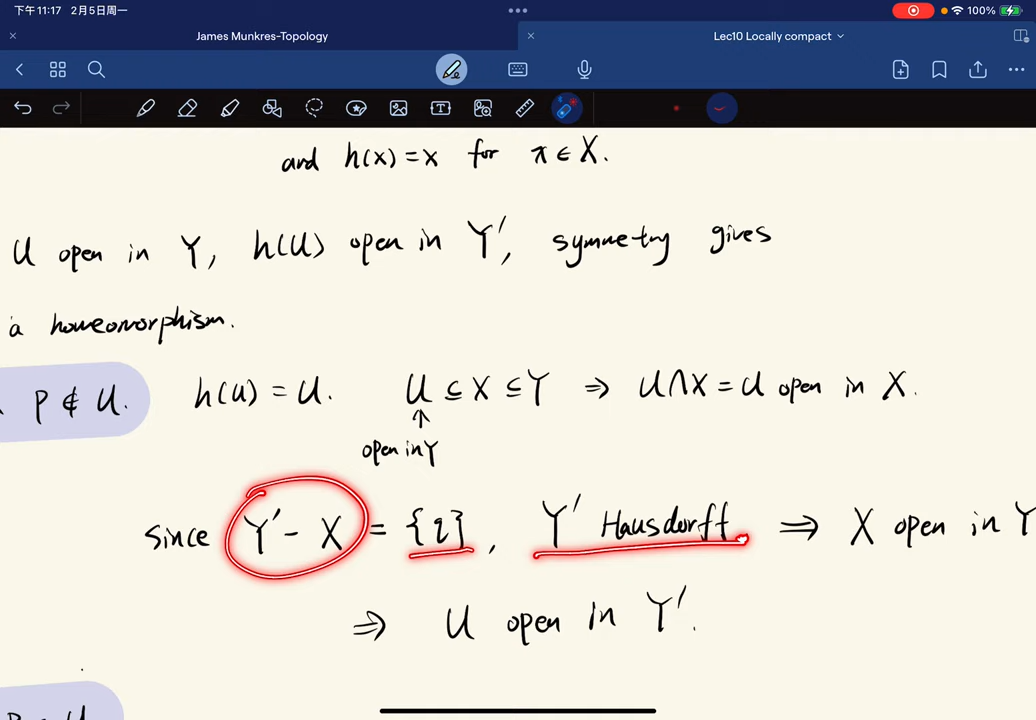 下午11:17 2月5日周一
100%
James Munkres-Topology
Lec10 Locally compact
and h(x)=x for x∈X.
U open in Y, h(U) open in Y', symmetry gives
a homeomorphism.
P∉U. h(U)=U. U⊆X⊆Y ⇒ U∩X=U open in X.
↑
open in Y
since Y'-X = {q}, Y' Hausdorff ⇒ X open in Y
⇒ U open in Y'.